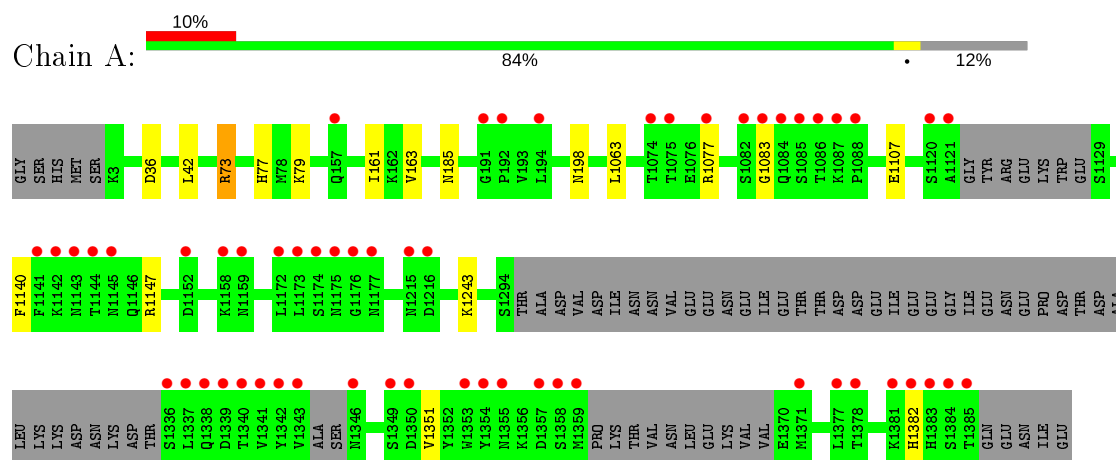 10%
Chain A:
84% • 12%
GLY SER HIS MET SER K3 D36 L42 R73 H77 M78 K79 Q157 I161 K162 V163 N185 G191 P192 V193 L194 N198 L1063 T1074 T1075 E1076 R1077 S1082 G1083 Q1084 S1085 T1086 K1087 P1088 E1107 S1120 A1121 GLY TYR ARG GLU LYS TRP GLU S1129
F1140 F1141 K1142 N1143 T1144 N1145 Q1146 R1147 D1152 K1158 N1159 L1172 L1173 S1174 N1175 G1176 N1177 N1215 D1216 K1243 S1294 THR ALA ASP VAL ASP ILE ASN ASN VAL GLU GLU ASN GLU ILE GLU THR THR ASP ASP GLU ILE GLU GLU GLY ILE GLU ASN GLU PRO ASP THR ASP ALA
LEU LYS LYS ASP ASN LYS ASP THR S1336 L1337 Q1338 D1339 T1340 V1341 Y1342 V1343 ALA SER N1346 S1349 D1350 V1351 Y1352 W1353 Y1354 N1355 K1356 D1357 S1358 M1359 PRO LYS THR VAL ASN LEU GLU LYS VAL VAL E1370 M1371 L1377 T1378 K1381 H1382 H1383 S1384 T1385 GLN GLU ASN ILE GLU